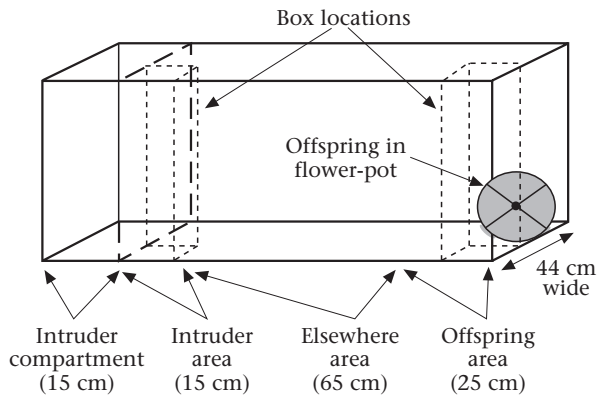 Box locations
Offspring in
flower-pot
44 cm
wide
Intruder
compartment
(15 cm)
Intruder
area
(15 cm)
Elsewhere
area
(65 cm)
Offspring
area
(25 cm)